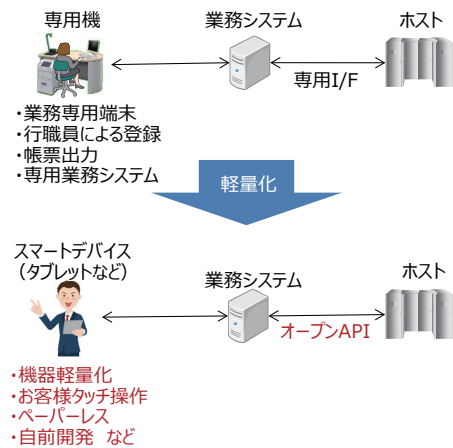 専用機
業務システム
ホスト
専用I/F
・業務専用端末
・行職員による登録
・帳票出力
・専用業務システム
軽量化
スマートデバイス
（タブレットなど）
業務システム
ホスト
オープンAPI
・機器軽量化
・お客様タッチ操作
・ペーパーレス
・自前開発　など